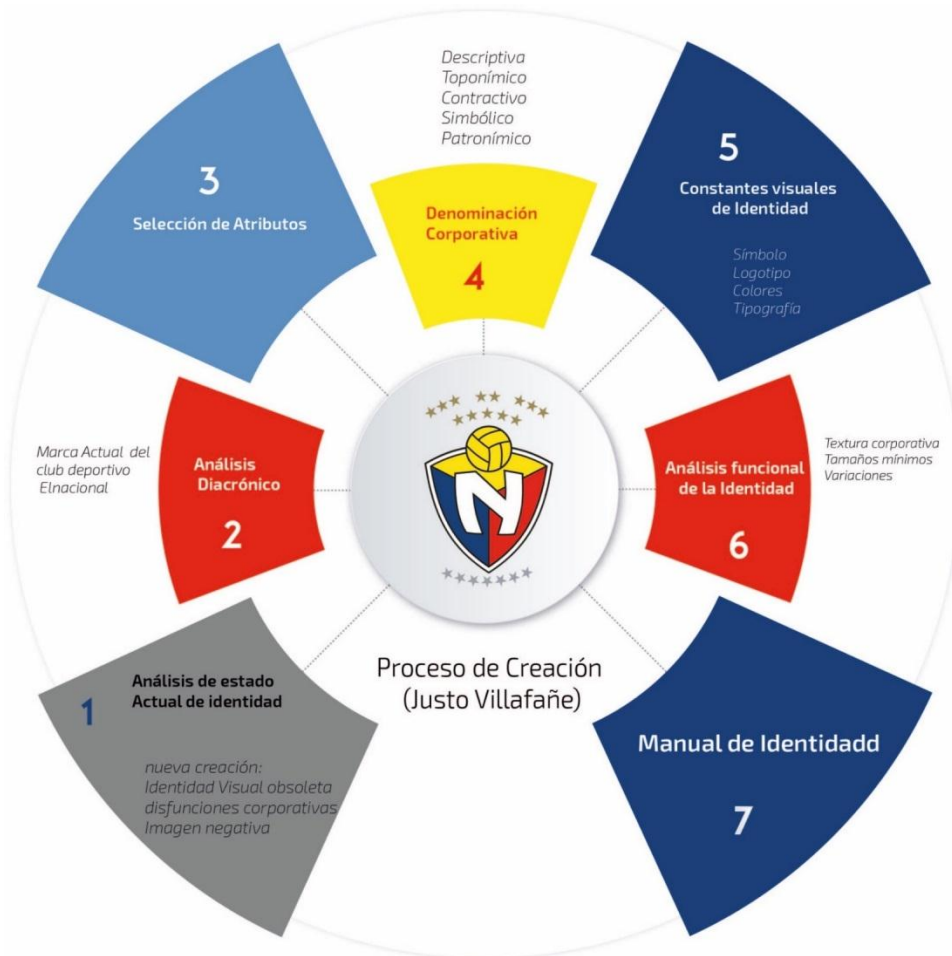 1
Análisis de estado
Actual de identidad
nueva creación:
Identidad Visual obsoleta
disfunciones corporativas
Imagen negativa
Análisis
Diacrónico
2
Marca Actual del
club deportivo
Elnacional
3
Selección de Atributos
Descriptiva
Toponímico
Contractivo
Simbólico
Patronímico
Denominación
Corporativa
4
5
Constantes visuales
de Identidad
Símbolo
Logotipo
Colores
Tipografía
Análisis funcional
de la Identidad
6
Textura corporativa
Tamaños mínimos
Variaciones
Manual de Identidadd
7
N
Proceso de Creación
(Justo Villafañe)